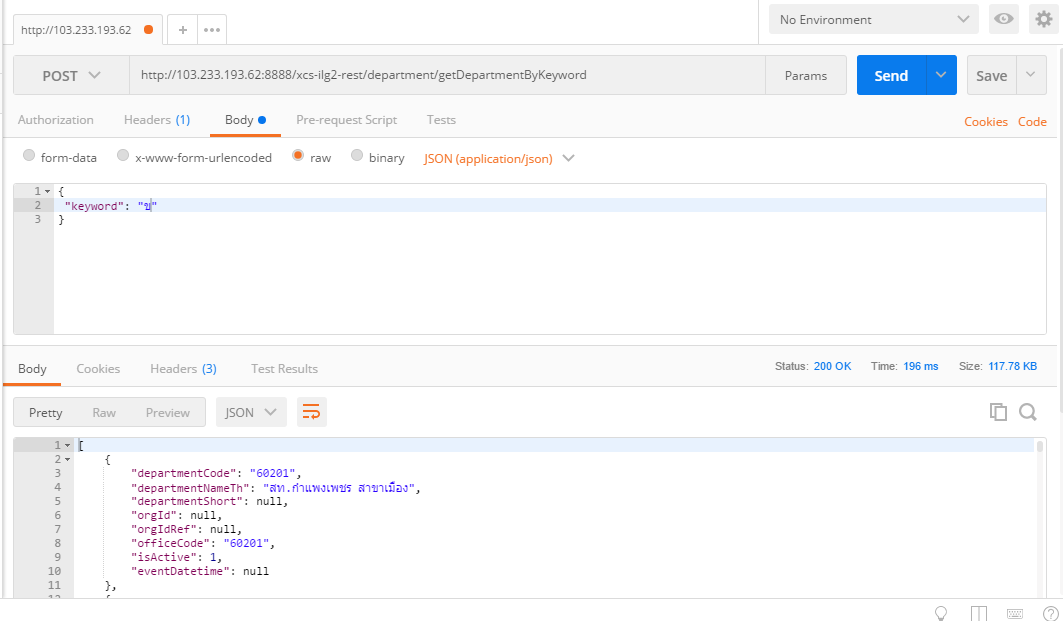 http://103.233.193.62
+
•••
No Environment
POST
http://103.233.193.62:8888/xcs-ilg2-rest/department/getDepartmentByKeyword
Params
Send
Save
Authorization
Headers (1)
Body
Pre-request Script
Tests
Cookies
Code
form-data
x-www-form-urlencoded
raw
binary
JSON (application/json)
1 {
2 "keyword": "ข"
3 }
Body
Cookies
Headers (3)
Test Results
Status: 200 OK
Time: 196 ms
Size: 117.78 KB
Pretty
Raw
Preview
JSON
1 [
2 {
3 "departmentCode": "60201",
4 "departmentNameTh": "สท.กำแพงเพชร สาขาเมือง",
5 "departmentShort": null,
6 "orgId": null,
7 "orgIdRef": null,
8 "officeCode": "60201",
9 "isActive": 1,
10 "eventDatetime": null
11 },
12 {